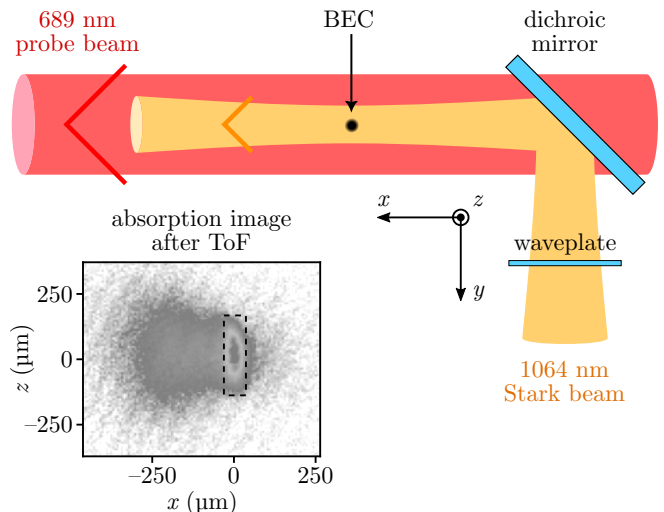 689 nm
probe beam
BEC
dichroic
mirror
x
z
y
waveplate
1064 nm
Stark beam
absorption image
after ToF
250
0
−250
z (µm)
−250
0
250
x (µm)